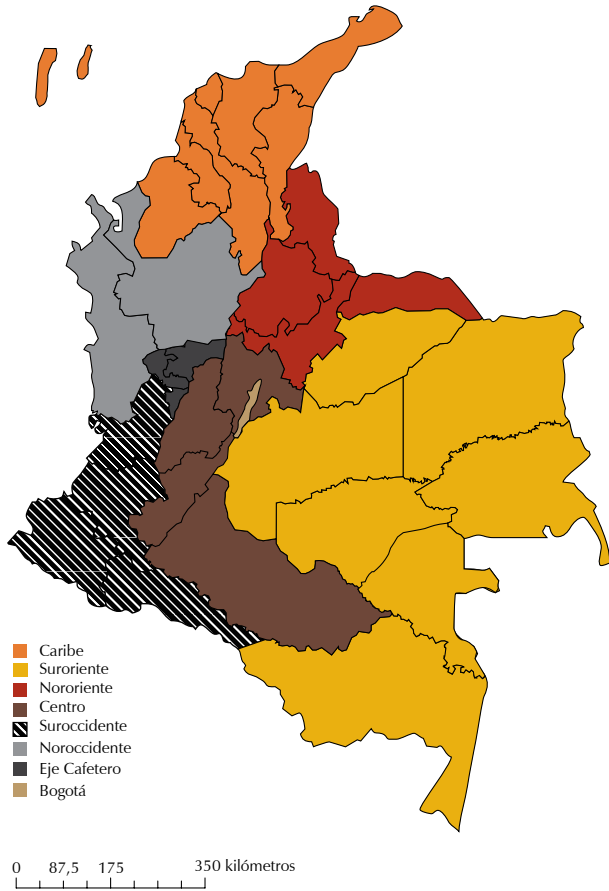 Caribe
Suroriente
Nororiente
Centro
Suroccidente
Noroccidente
Eje Cafetero
Bogotá
0 87,5 175 350 kilómetros